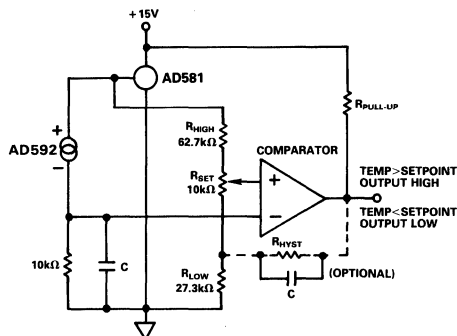 +15V
AD581
RHIGH
62.7kΩ
RPULL-UP
AD592
+
−
COMPARATOR
RSET
10kΩ
+
−
TEMP>SETPOINT
OUTPUT HIGH
TEMP<SETPOINT
OUTPUT LOW
RHYST
10kΩ
C
RLOW
27.3kΩ
C
(OPTIONAL)